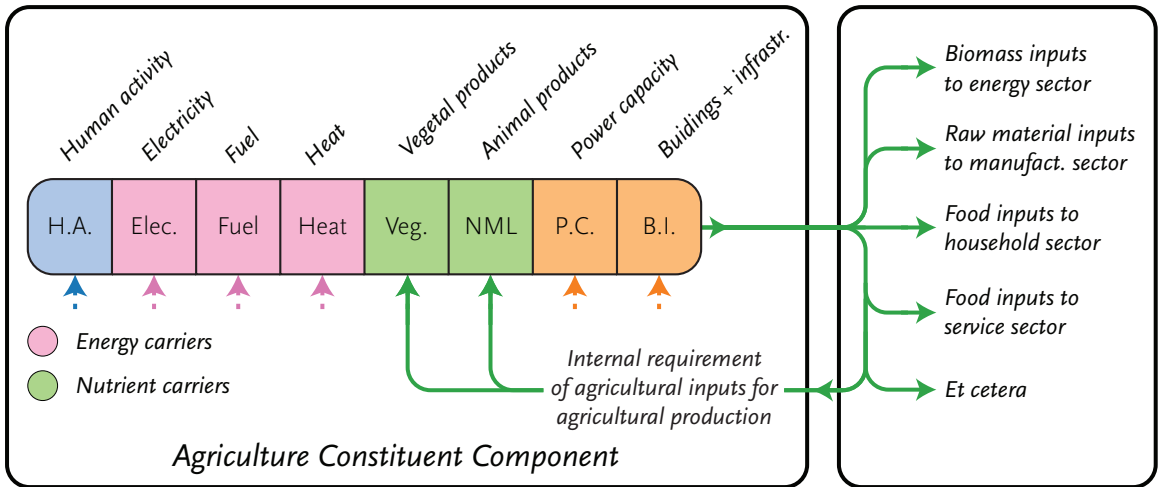 Human activity
Electricity
Fuel
Heat
Vegetal products
Animal products
Power capacity
Buidings + infrastr.
H.A.
Elec.
Fuel
Heat
Veg.
NML
P.C.
B.I.
Energy carriers
Nutrient carriers
Internal requirement
of agricultural inputs for
agricultural production
Agriculture Constituent Component
Biomass inputs
to energy sector
Raw material inputs
to manufact. sector
Food inputs to
household sector
Food inputs to
service sector
Et cetera